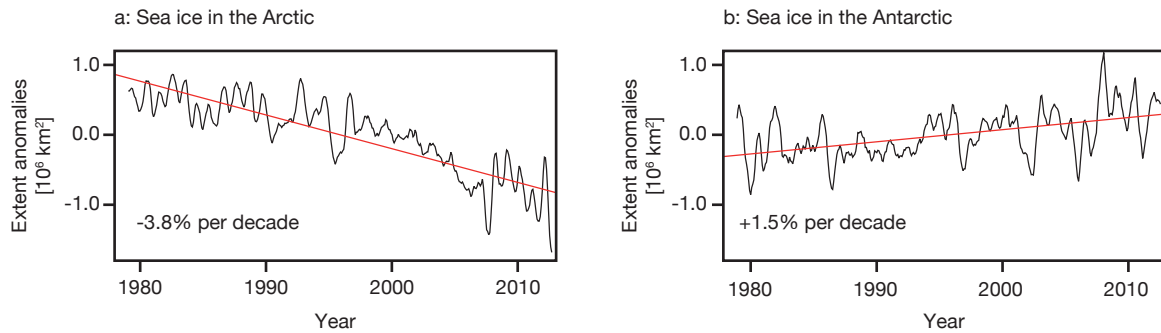 a: Sea ice in the Arctic
Extent anomalies
[10⁶ km²]
1.0
0.0
-1.0
-3.8% per decade
1980
1990
2000
2010
Year
b: Sea ice in the Antarctic
Extent anomalies
[10⁶ km²]
1.0
0.0
-1.0
+1.5% per decade
1980
1990
2000
2010
Year